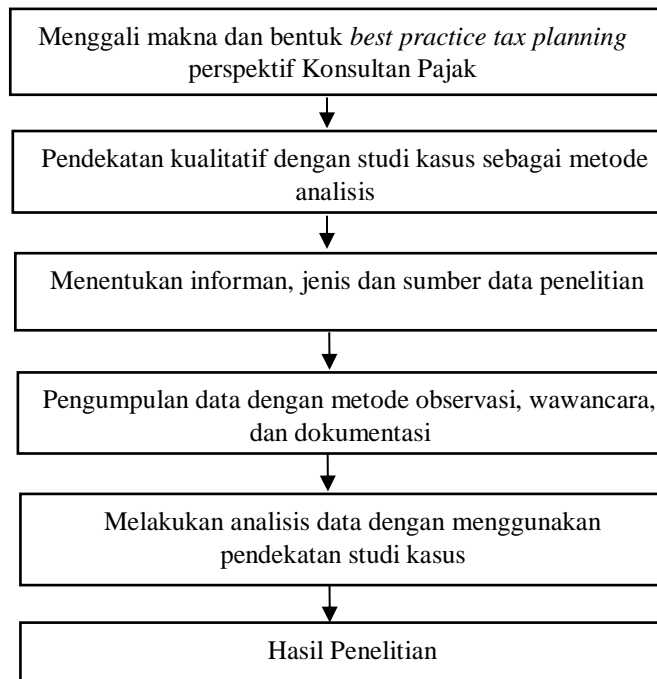 Menggali makna dan bentuk best practice tax planning
perspektif Konsultan Pajak
Pendekatan kualitatif dengan studi kasus sebagai metode
analisis
Menentukan informan, jenis dan sumber data penelitian
Pengumpulan data dengan metode observasi, wawancara,
dan dokumentasi
Melakukan analisis data dengan menggunakan
pendekatan studi kasus
Hasil Penelitian